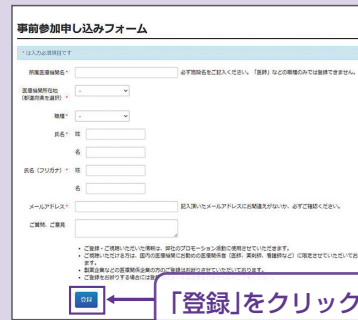 事前参加申し込みフォーム
* は入力必須項目です
所属医療機関名*
必ず施設名をご記入ください。「医師」などの職種のみでは登録できません。
医療機関所在地
(都道府県を選択) *
-
職種*
-
氏名* 姓
名
氏名(フリガナ) * 姓
名
メールアドレス*
記入頂いたメールアドレスにお間違えがないか、必ずご確認ください。
ご質問、ご意見
• ご登録・ご視聴いただいた情報は、弊社のプロモーション活動に使用させていただきます。
• ご視聴いただける方は、国内の医療機関にお勤めの医療関係者(医師、薬剤師、看護師など)に限定させていただいてお
ます。
• 製薬企業などの医療関係企業の方のご登録はお断りさせていただいております。
• ご登録をお断りする場合には登
登録
「登録」をクリック